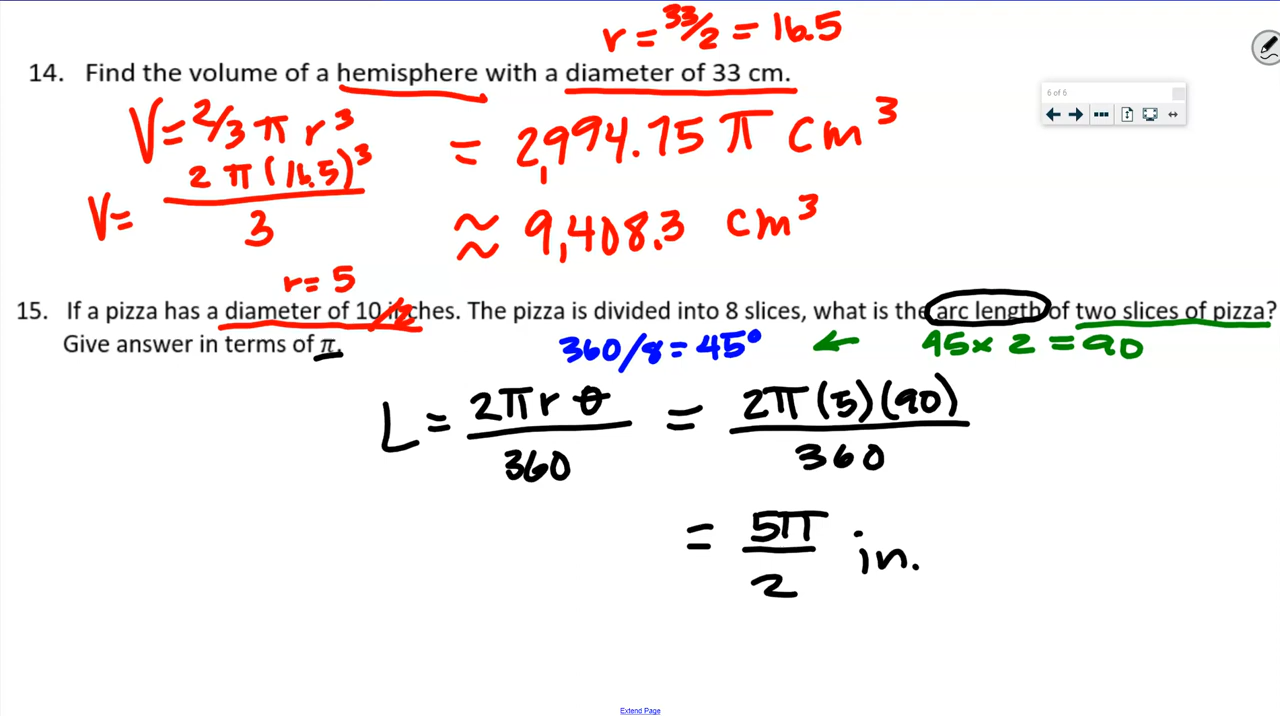 r = 33/2 = 16.5
14. Find the volume of a hemisphere with a diameter of 33 cm.
6 of 6
V = 2/3 π r³
= 2,994.75 π cm³
V = 2 π (16.5)³ / 3
≈ 9,408.3 cm³
r = 5
15. If a pizza has a diameter of 10 inches. The pizza is divided into 8 slices, what is the arc length of two slices of pizza?
Give answer in terms of π.
360/8 = 45° ← 45 x 2 = 90
L = 2πrθ / 360 = 2π(5)(90) / 360
= 5π / 2 in.
Extend Page